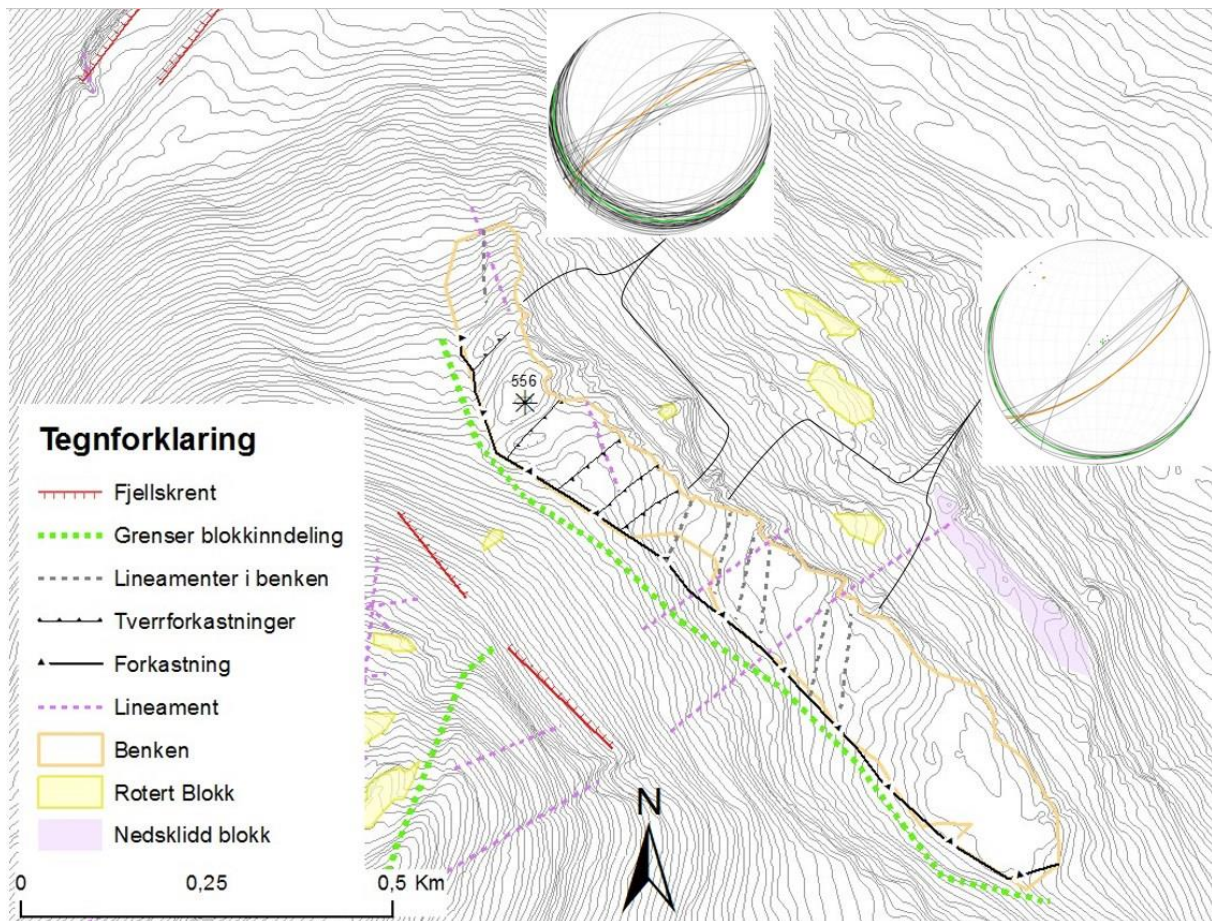 556
Tegnforklaring
Fjellskrent
Grenser blokkinndeling
Lineamenter i benken
Tverrforkastninger
Forkastning
Lineament
Benken
Rotert Blokk
Nedsklidd blokk
N
0 0,25 0,5 Km